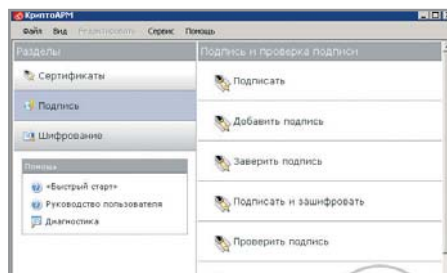 КриптоАРМ
Файл Вид Редактировать Сервис Помощь
Разделы
Сертификаты
Подпись
Шифрование
Помощь
«Быстрый старт»
Руководство пользователя
Диагностика
Подпись и проверка подписи
Подписать
Добавить подпись
Заверить подпись
Подписать и зашифровать
Проверить подпись